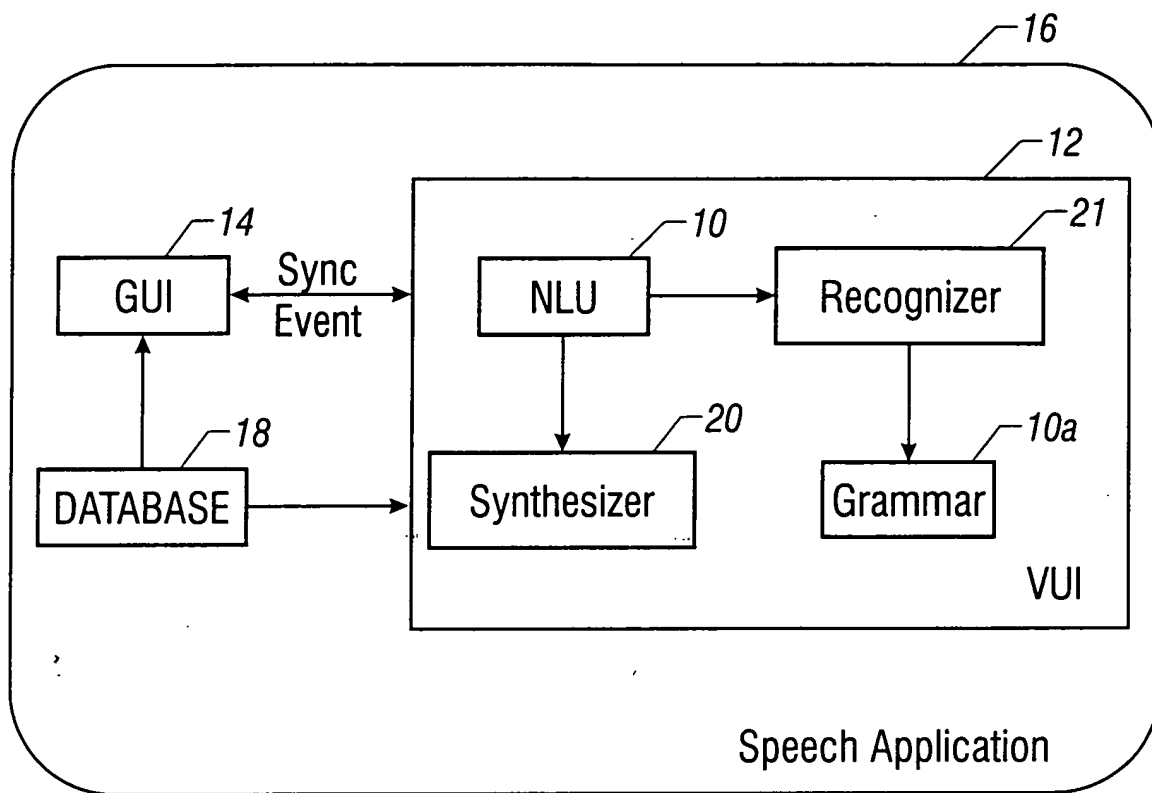 16
12
14
10
21
GUI
Sync
Event
NLU
Recognizer
18
20
10a
DATABASE
Synthesizer
Grammar
VUI
Speech Application